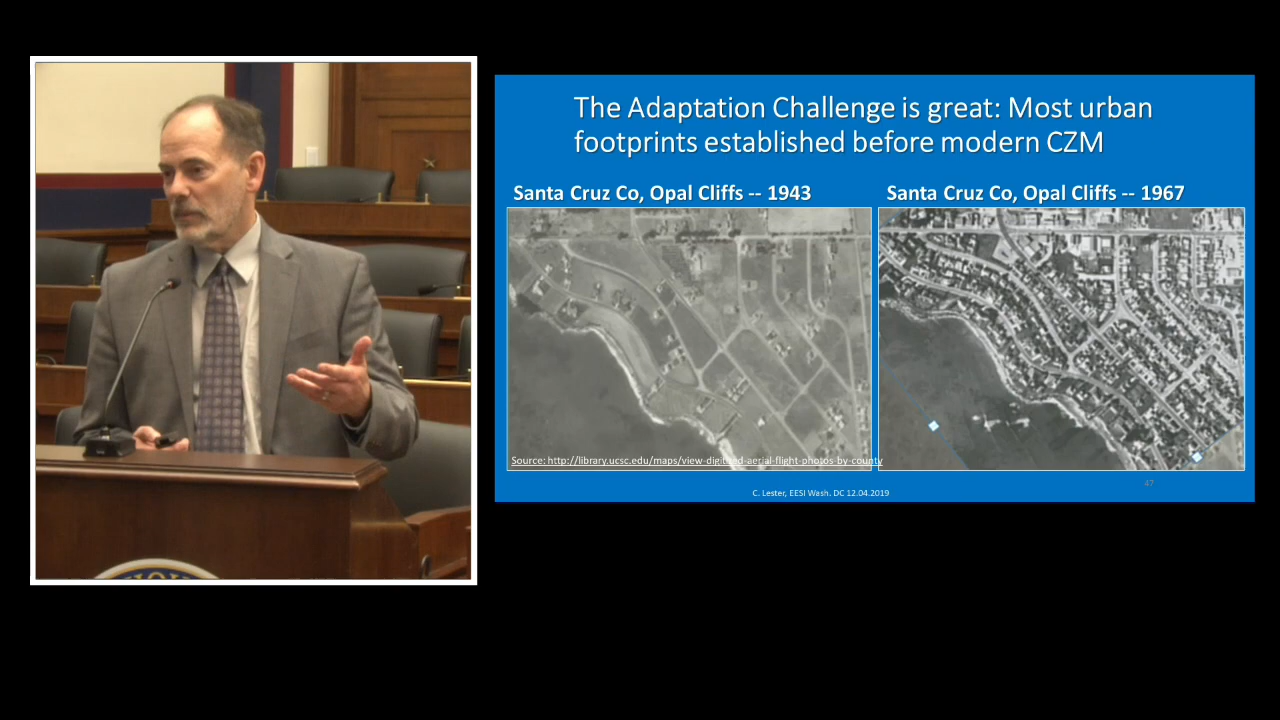 The Adaptation Challenge is great: Most urban
footprints established before modern CZM
Santa Cruz Co, Opal Cliffs -- 1943
Santa Cruz Co, Opal Cliffs -- 1967
Source: http://library.ucsc.edu/maps/view-digitized-aerial-flight-photos-by-county
47
C. Lester, EESI Wash. DC 12.04.2019